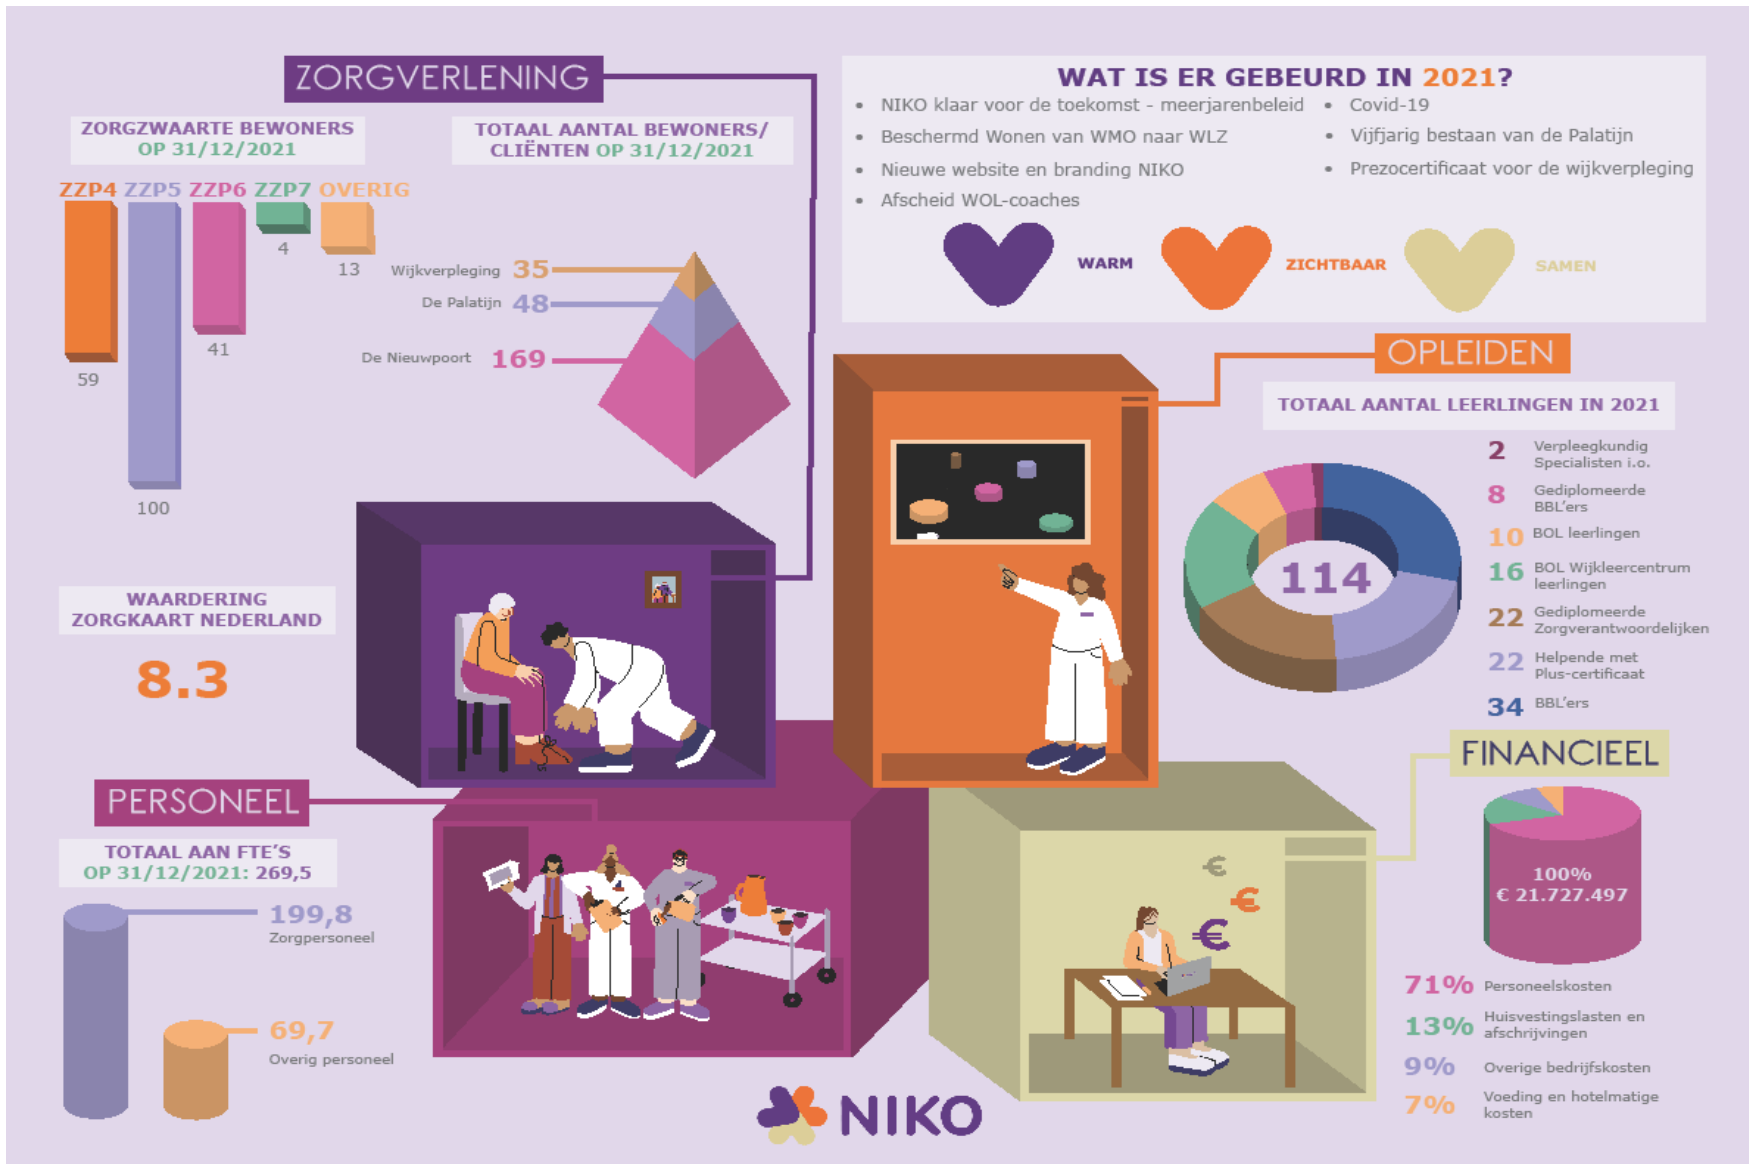 ZORGVERLENING
ZORGZWAARTE BEWONERS
OP 31/12/2021
ZZP4 ZZP5 ZZP6 ZZP7 OVERIG
59
100
41
4
13
TOTAAL AANTAL BEWONERS/
CLIËNTEN OP 31/12/2021
Wijkverpleging 35
De Palatijn 48
De Nieuwpoort 169
WAARDERING
ZORGKAART NEDERLAND
8.3
WAT IS ER GEBEURD IN 2021?
• NIKO klaar voor de toekomst - meerjarenbeleid
• Beschermd Wonen van WMO naar WLZ
• Nieuwe website en branding NIKO
• Afscheid WOL-coaches
• Covid-19
• Vijfjarig bestaan van de Palatijn
• Prezocertificaat voor de wijkverpleging
WARM
ZICHTBAAR
SAMEN
OPLEIDEN
TOTAAL AANTAL LEERLINGEN IN 2021
114
2 Verpleegkundig
Specialisten i.o.
8 Gediplomeerde
BBL'ers
10 BOL leerlingen
16 BOL Wijkleercentrum
leerlingen
22 Gediplomeerde
Zorgverantwoordelijken
22 Helpende met
Plus-certificaat
34 BBL'ers
PERSONEEL
TOTAAL AAN FTE'S
OP 31/12/2021: 269,5
199,8
Zorgpersoneel
69,7
Overig personeel
FINANCIEEL
100%
€ 21.727.497
71% Personeelskosten
13% Huisvestingslasten en
afschrijvingen
9% Overige bedrijfskosten
7% Voeding en hotelmatige
kosten
€
€
€
NIKO